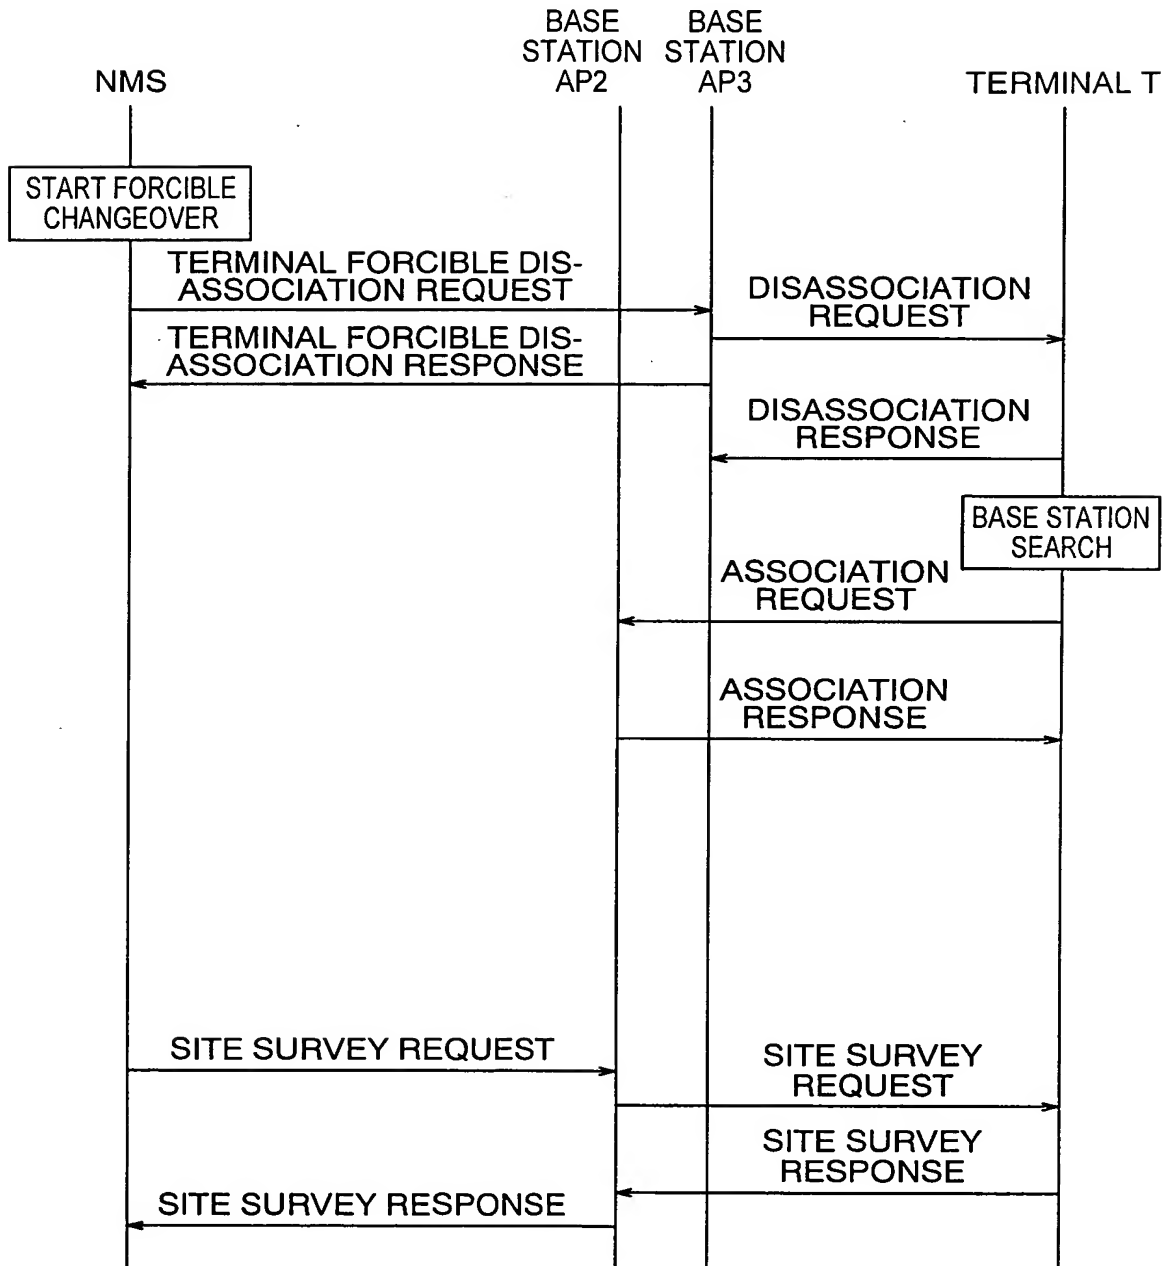 BASE
STATION
AP2
BASE
STATION
AP3
NMS
TERMINAL T
START FORCIBLE
CHANGEOVER
TERMINAL FORCIBLE DIS-
ASSOCIATION REQUEST
DISASSOCIATION
REQUEST
TERMINAL FORCIBLE DIS-
ASSOCIATION RESPONSE
DISASSOCIATION
RESPONSE
BASE STATION
SEARCH
ASSOCIATION
REQUEST
ASSOCIATION
RESPONSE
SITE SURVEY REQUEST
SITE SURVEY
REQUEST
SITE SURVEY
RESPONSE
SITE SURVEY RESPONSE